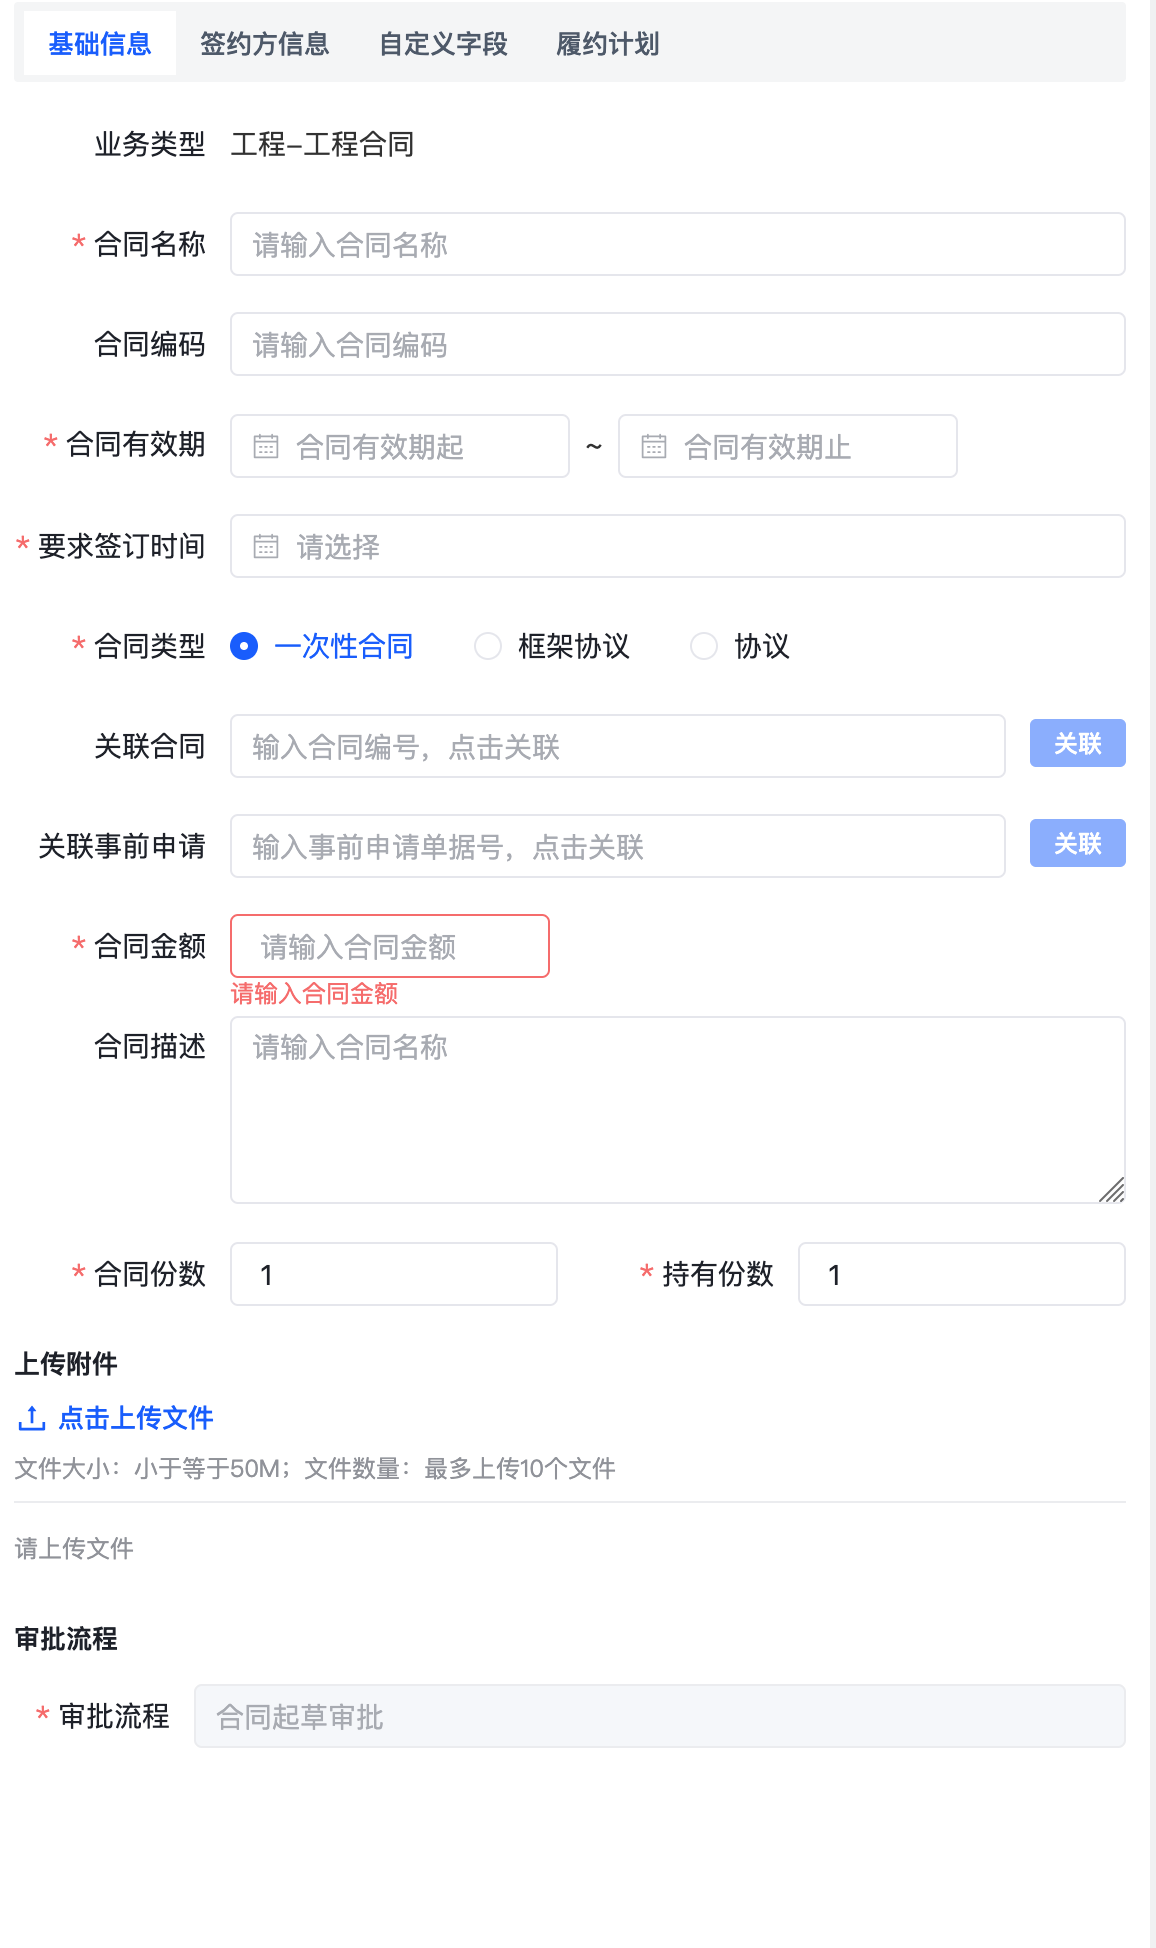 基础信息 签约方信息 自定义字段 履约计划
业务类型 工程-工程合同
* 合同名称 请输入合同名称
合同编码 请输入合同编码
* 合同有效期 合同有效期起 ~ 合同有效期止
* 要求签订时间 请选择
* 合同类型 一次性合同 框架协议 协议
关联合同 输入合同编号，点击关联 关联
关联事前申请 输入事前申请单据号，点击关联 关联
* 合同金额 请输入合同金额
请输入合同金额
合同描述 请输入合同名称
* 合同份数 1 * 持有份数 1
上传附件
点击上传文件
文件大小：小于等于50M；文件数量：最多上传10个文件
请上传文件
审批流程
* 审批流程 合同起草审批